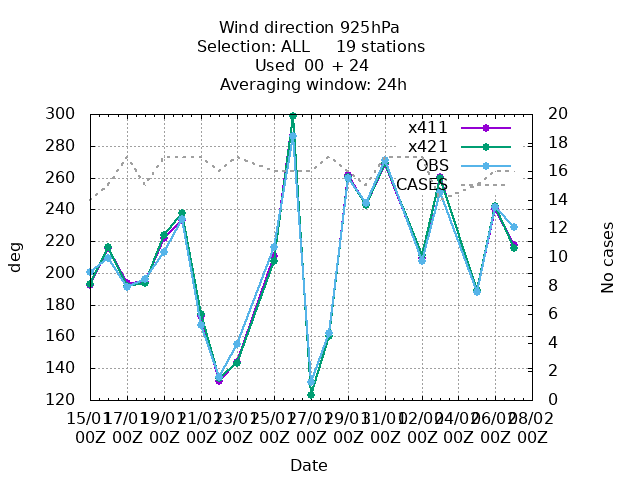 Wind direction 925hPa
Selection: ALL     19 stations
Used  00 + 24
Averaging window: 24h
300 20
280 18
260 16
240 14
220 12
200 10
180 8
160 6
140 4
120 2
0
x411
x421
OBS
CASES
deg
No cases
15/01 17/01 19/01 21/01 23/01 25/01 27/01 29/01 31/01 02/02 04/02 06/02 08/02
00Z 00Z 00Z 00Z 00Z 00Z 00Z 00Z 00Z 00Z 00Z 00Z 00Z
Date